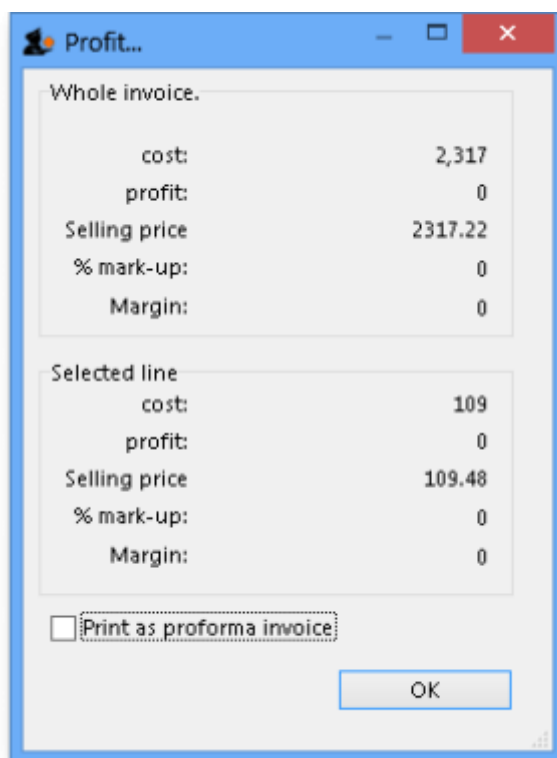 Profit...
Whole invoice.
cost: 2,317
profit: 0
Selling price 2317.22
% mark-up: 0
Margin: 0
Selected line
cost: 109
profit: 0
Selling price 109.48
% mark-up: 0
Margin: 0
Print as proforma invoice
OK